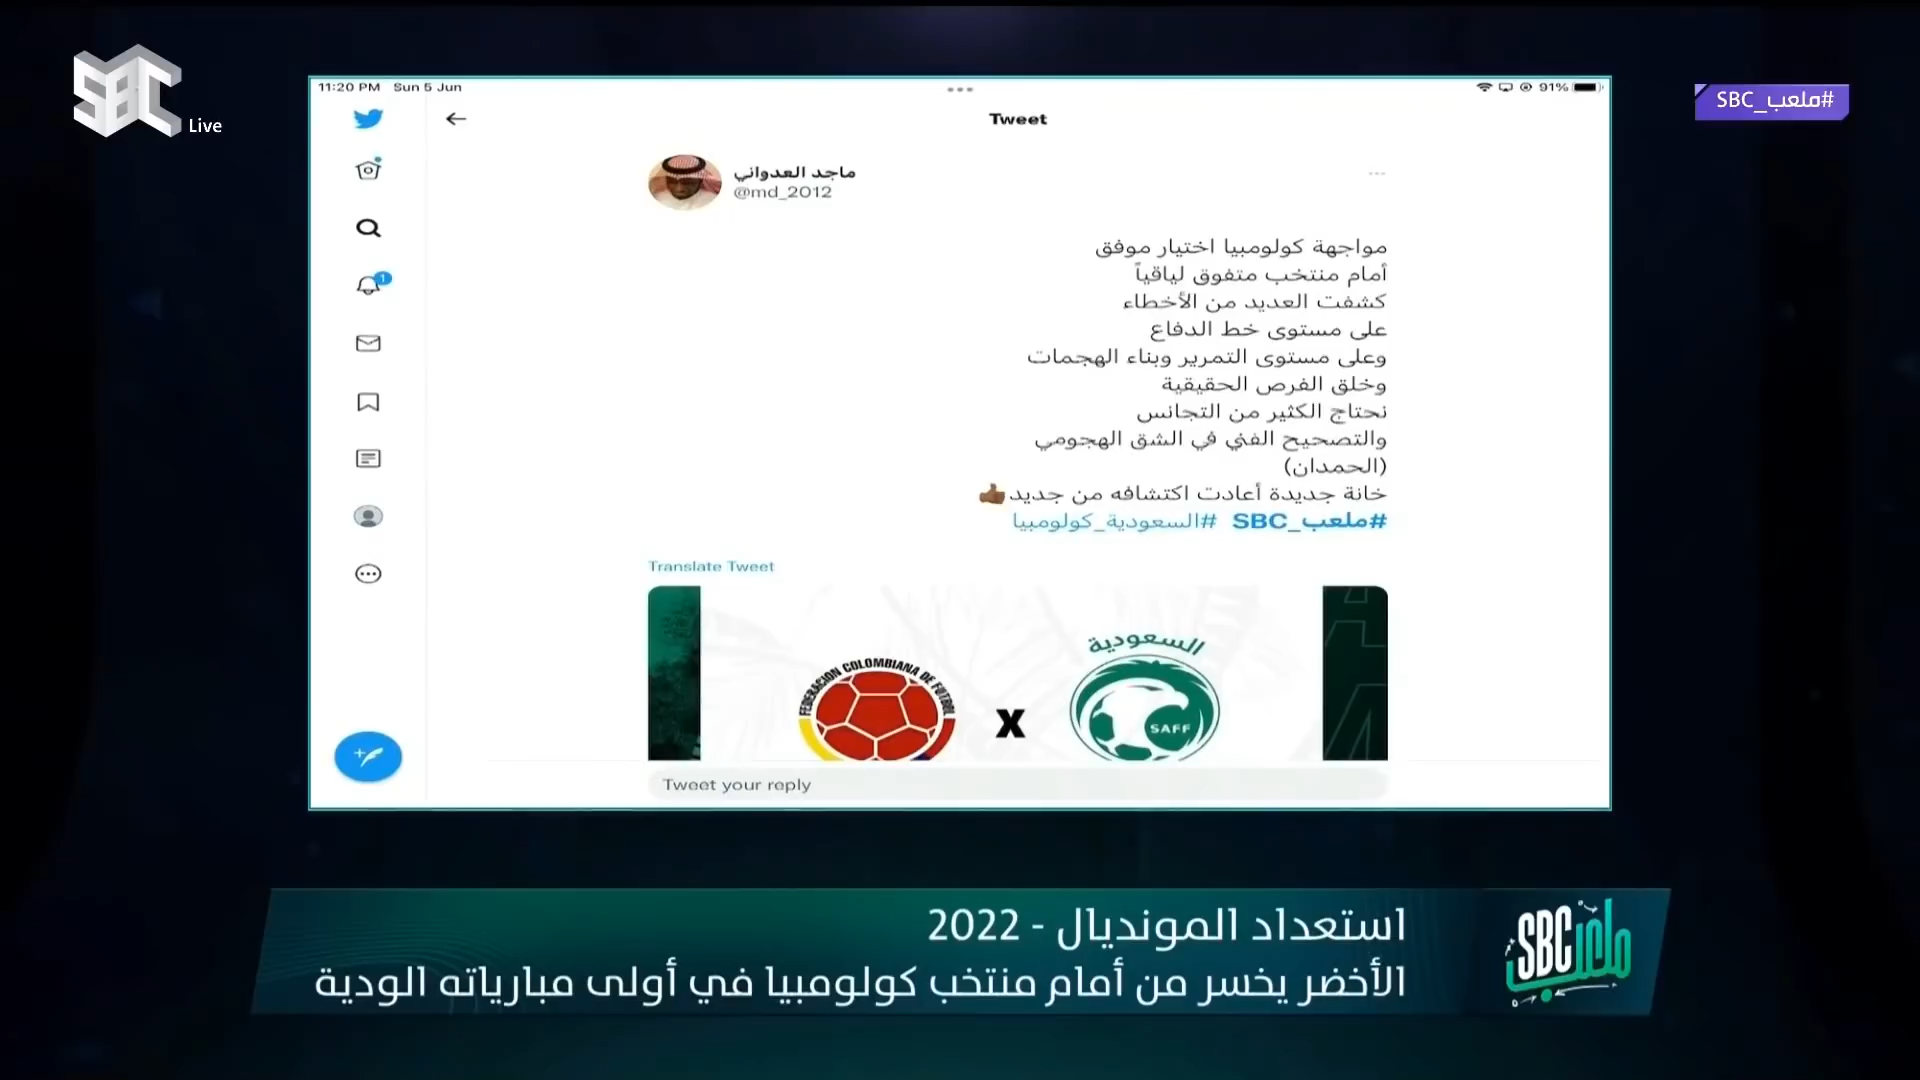 SBC Live
#ملعب_SBC
11:20 PM Sun 5 Jun
91%
Tweet
ماجد العدواني
@md_2012
مواجهة كولومبيا اختيار موفق
أمام منتخب متفوق لياقياً
كشفت العديد من الأخطاء
على مستوى خط الدفاع
وعلى مستوى التمرير وبناء الهجمات
وخلق الفرص الحقيقية
نحتاج الكثير من التجانس
والتصحيح الفني في الشق الهجومي
(الحمدان)
خانة جديدة أعادت اكتشافه من جديد👍🏾
#ملعب_SBC #السعودية_كولومبيا
Translate Tweet
FEDERACION COLOMBIANA DE FUTBOL
X
السعودية
SAFF
Tweet your reply
1
استعداد المونديال - 2022
الأخضر يخسر من أمام منتخب كولومبيا في أولى مبارياته الودية
ملعب SBC